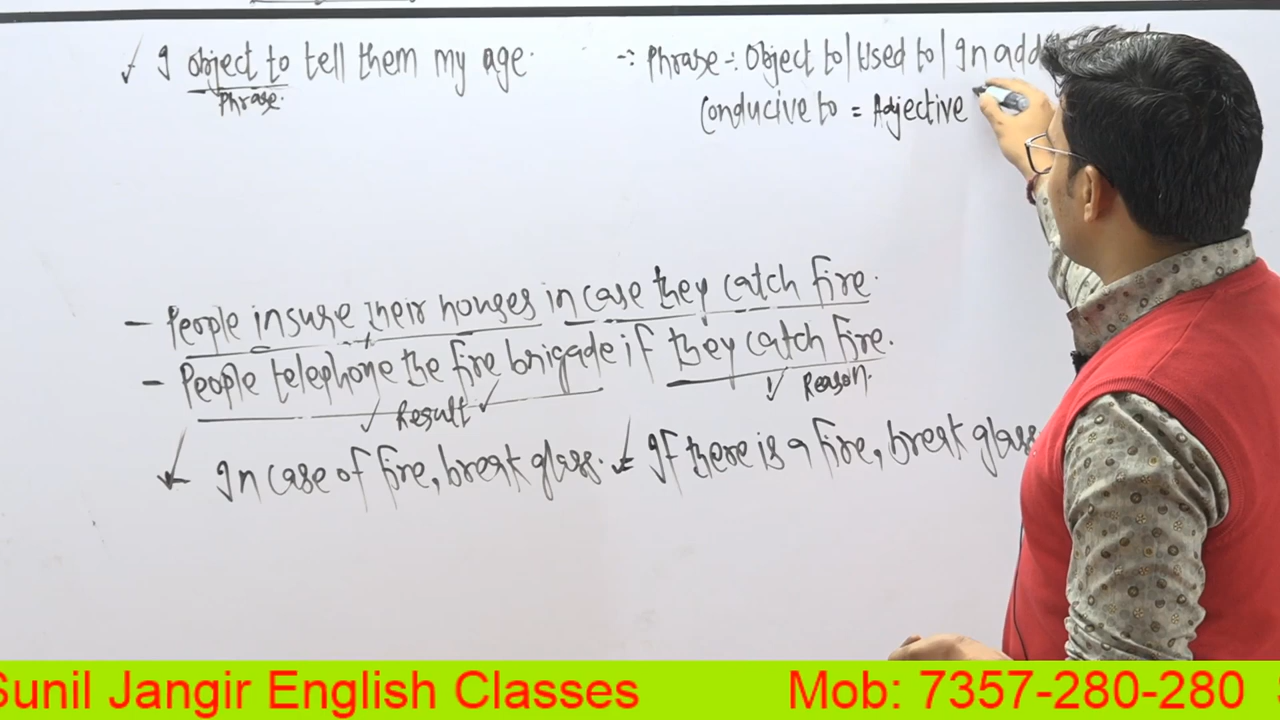 ✓ I object to tell them my age.
Phrase.
∵ Phrase ÷ Object to | Used to | In add
Conducive to = Adjective
– People insure their houses in case they catch fire.
– People telephone the fire brigade if they catch fire.
✓ Result ✓
✓ Reason.
✓ In case of fire, break glass. ✓ If there is a fire, break glass
Sunil Jangir English Classes Mob: 7357-280-280